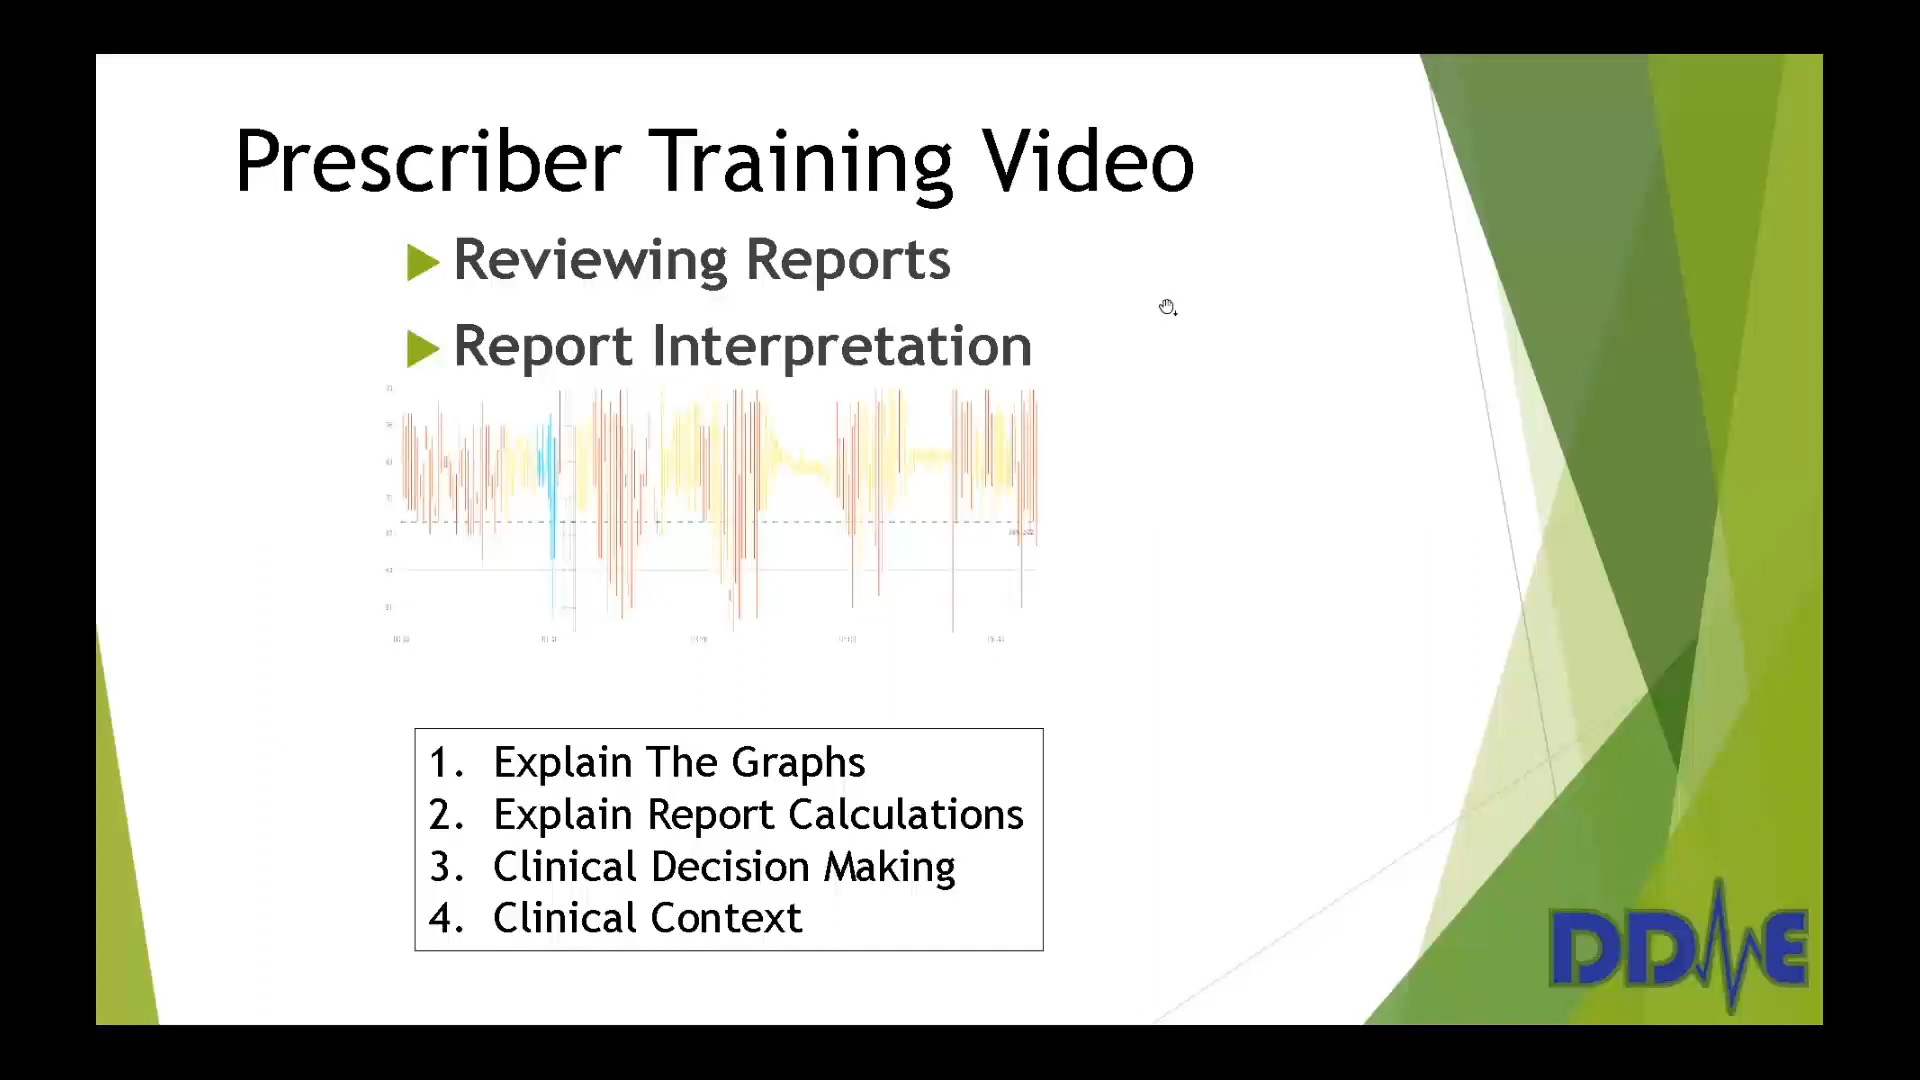 Prescriber Training Video
Reviewing Reports
Report Interpretation
1. Explain The Graphs
2. Explain Report Calculations
3. Clinical Decision Making
4. Clinical Context
DDME